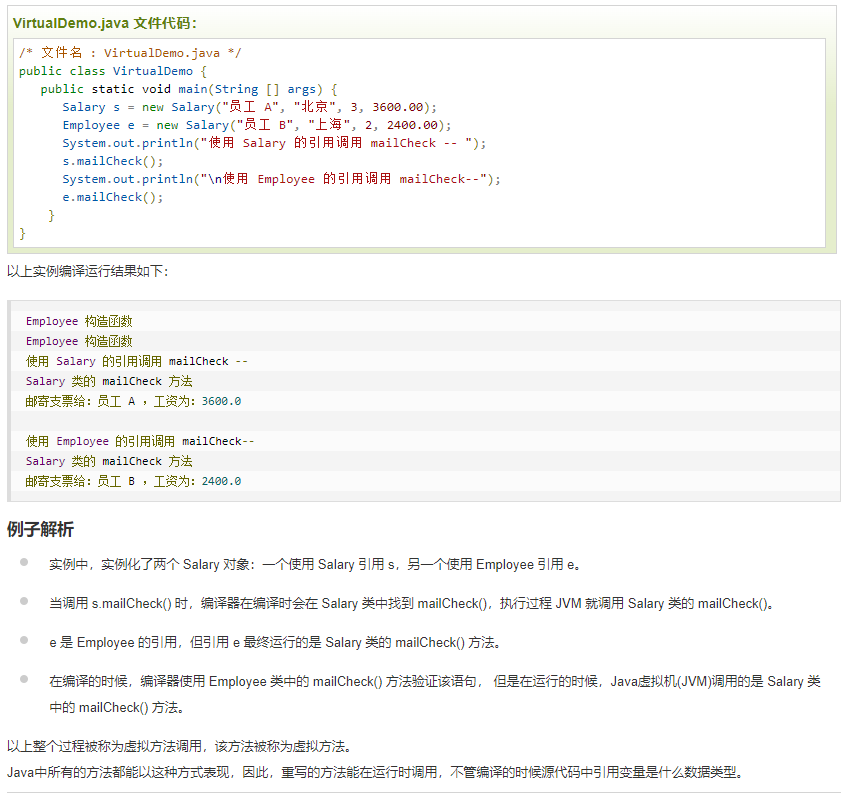 VirtualDemo.java 文件代码：
/* 文件名 : VirtualDemo.java */
public class VirtualDemo {
   public static void main(String [] args) {
      Salary s = new Salary("员工 A", "北京", 3, 3600.00);
      Employee e = new Salary("员工 B", "上海", 2, 2400.00);
      System.out.println("使用 Salary 的引用调用 mailCheck -- ");
      s.mailCheck();
      System.out.println("\n使用 Employee 的引用调用 mailCheck--");
      e.mailCheck();
    }
}
以上实例编译运行结果如下：
Employee 构造函数
Employee 构造函数
使用 Salary 的引用调用 mailCheck --
Salary 类的 mailCheck 方法
邮寄支票给：员工 A ，工资为：3600.0
使用 Employee 的引用调用 mailCheck--
Salary 类的 mailCheck 方法
邮寄支票给：员工 B ，工资为：2400.0
例子解析
实例中，实例化了两个 Salary 对象：一个使用 Salary 引用 s，另一个使用 Employee 引用 e。
当调用 s.mailCheck() 时，编译器在编译时会在 Salary 类中找到 mailCheck()，执行过程 JVM 就调用 Salary 类的 mailCheck()。
e 是 Employee 的引用，但引用 e 最终运行的是 Salary 类的 mailCheck() 方法。
在编译的时候，编译器使用 Employee 类中的 mailCheck() 方法验证该语句， 但是在运行的时候，Java虚拟机(JVM)调用的是 Salary 类
中的 mailCheck() 方法。
以上整个过程被称为虚拟方法调用，该方法被称为虚拟方法。
Java中所有的方法都能以这种方式表现，因此，重写的方法能在运行时调用，不管编译的时候源代码中引用变量是什么数据类型。